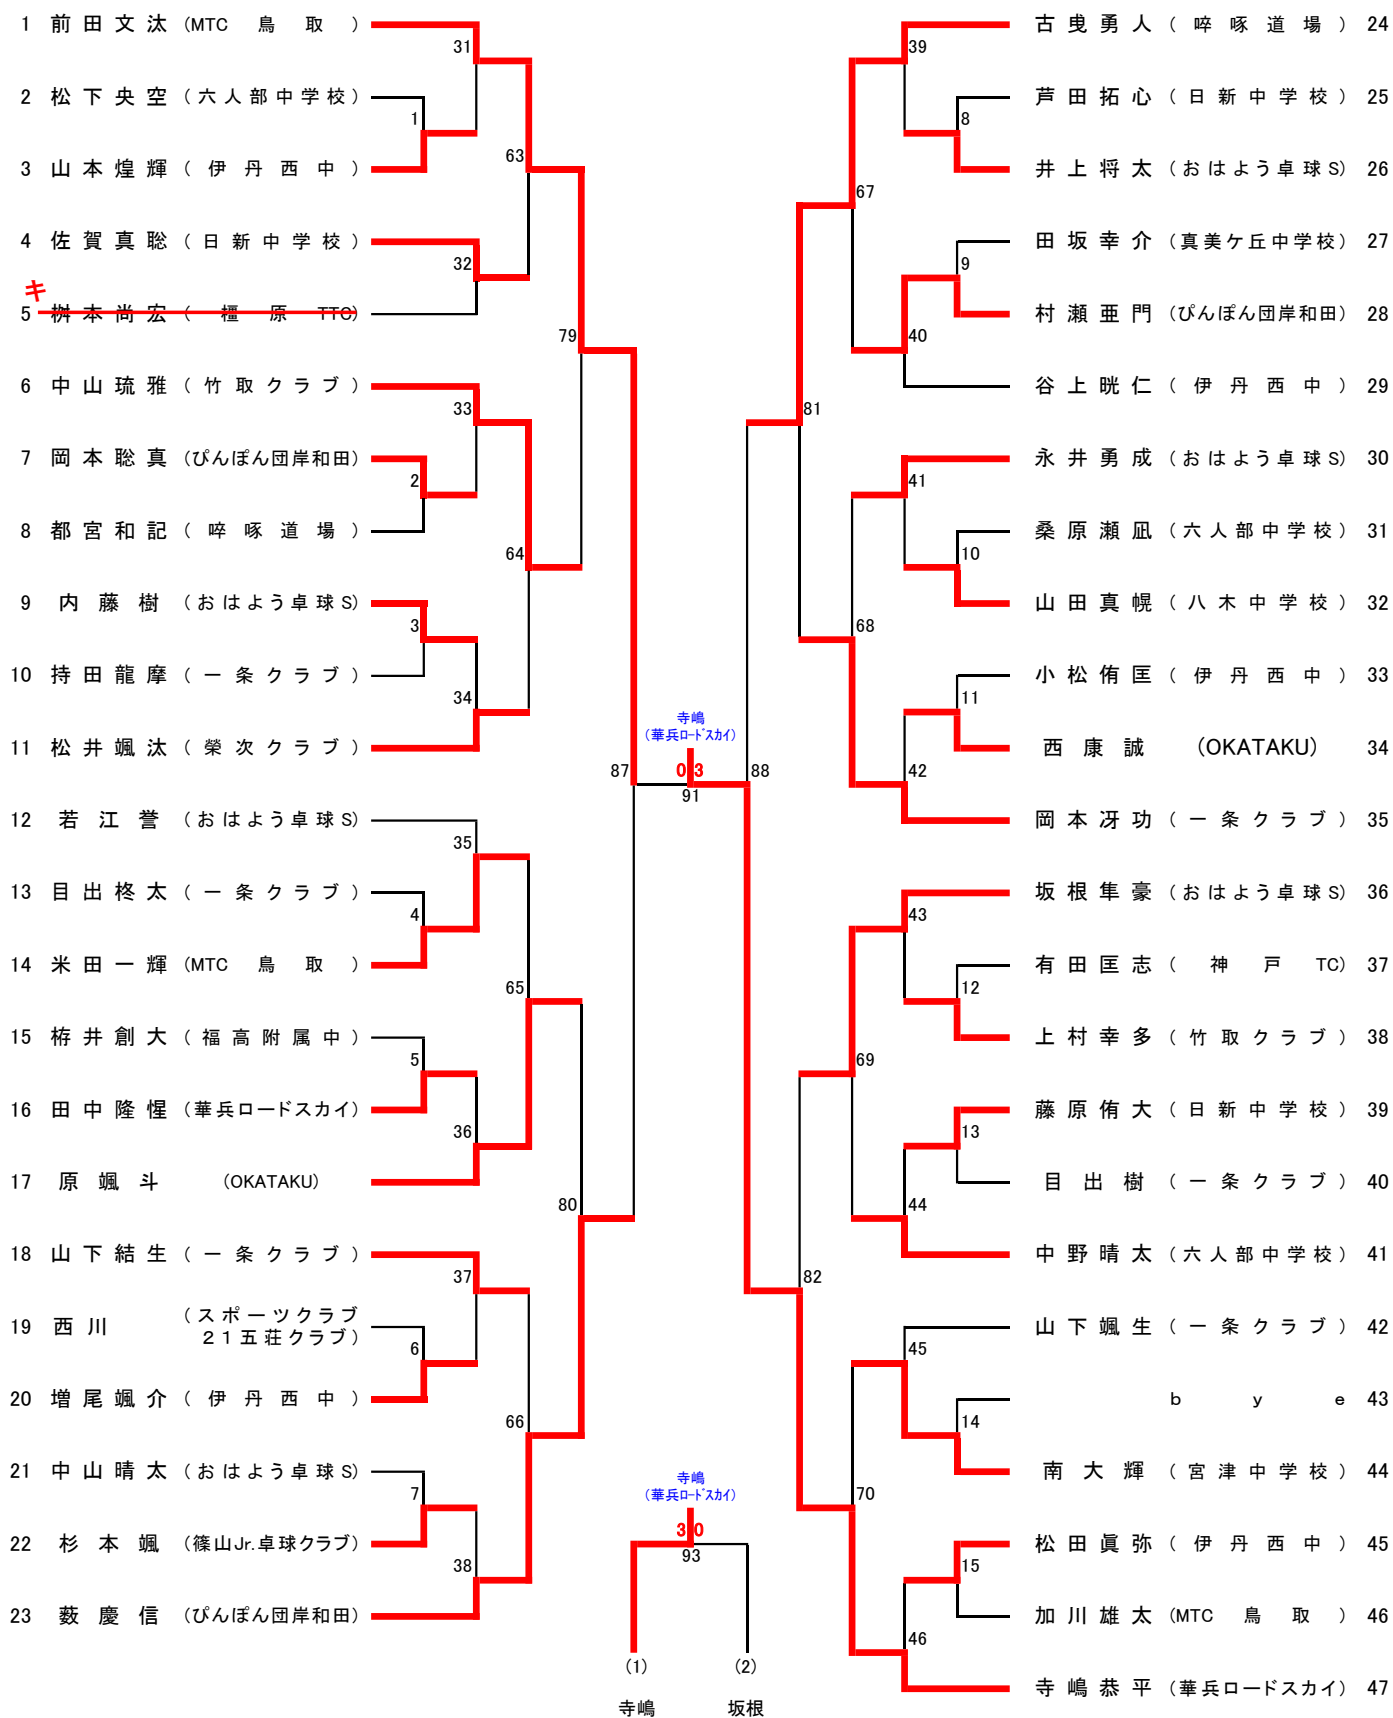 1 前田文汰 (MTC 鳥取)
2 松下央空 (六人部中学校)
3 山本煌輝 (伊丹西中)
4 佐賀真聡 (日新中学校)
キ
5 桝本尚宏 (橿原 TTC)
6 中山琉雅 (竹取クラブ)
7 岡本聡真 (ぴんぽん団岸和田)
8 都宮和記 (啐啄道場)
9 内藤樹 (おはよう卓球S)
10 持田龍摩 (一条クラブ)
11 松井颯汰 (榮次クラブ)
12 若江誉 (おはよう卓球S)
13 目出柊太 (一条クラブ)
14 米田一輝 (MTC 鳥取)
15 栫井創大 (福高附属中)
16 田中隆惺 (華兵ロードスカイ)
17 原颯斗 (OKATAKU)
18 山下結生 (一条クラブ)
19 西川 (スポーツクラブ
21五荘クラブ)
20 増尾颯介 (伊丹西中)
21 中山晴太 (おはよう卓球S)
22 杉本颯 (篠山Jr.卓球クラブ)
23 薮慶信 (ぴんぽん団岸和田)
1
2
3
4
5
6
7
31
32
33
34
35
36
37
38
63
64
65
66
79
80
87
寺嶋
(華兵ロードスカイ)
0 3
91
88
寺嶋
(華兵ロードスカイ)
3 0
93
(1) (2)
寺嶋 坂根
81
82
67
68
69
70
39
40
41
42
43
44
45
46
8
9
10
11
12
13
14
15
古曵勇人 (啐啄道場) 24
芦田拓心 (日新中学校) 25
井上将太 (おはよう卓球S) 26
田坂幸介 (真美ケ丘中学校) 27
村瀬亜門 (ぴんぽん団岸和田) 28
谷上晄仁 (伊丹西中) 29
永井勇成 (おはよう卓球S) 30
桑原瀬凪 (六人部中学校) 31
山田真幌 (八木中学校) 32
小松侑匡 (伊丹西中) 33
西康誠 (OKATAKU) 34
岡本冴功 (一条クラブ) 35
坂根隼豪 (おはよう卓球S) 36
有田匡志 (神戸 TC) 37
上村幸多 (竹取クラブ) 38
藤原侑大 (日新中学校) 39
目出樹 (一条クラブ) 40
中野晴太 (六人部中学校) 41
山下颯生 (一条クラブ) 42
bye 43
南大輝 (宮津中学校) 44
松田眞弥 (伊丹西中) 45
加川雄太 (MTC 鳥取) 46
寺嶋恭平 (華兵ロードスカイ) 47